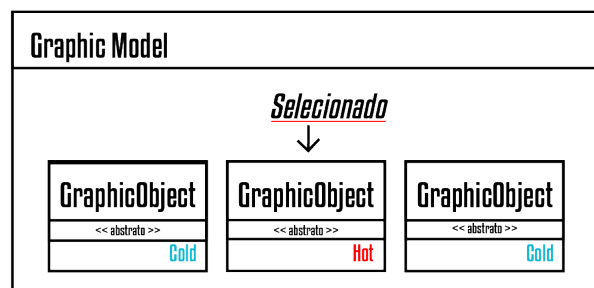 Graphic Model
Selecionado
GraphicObject GraphicObject GraphicObject
<< abstrato >> << abstrato >> << abstrato >>
Cold Hot Cold